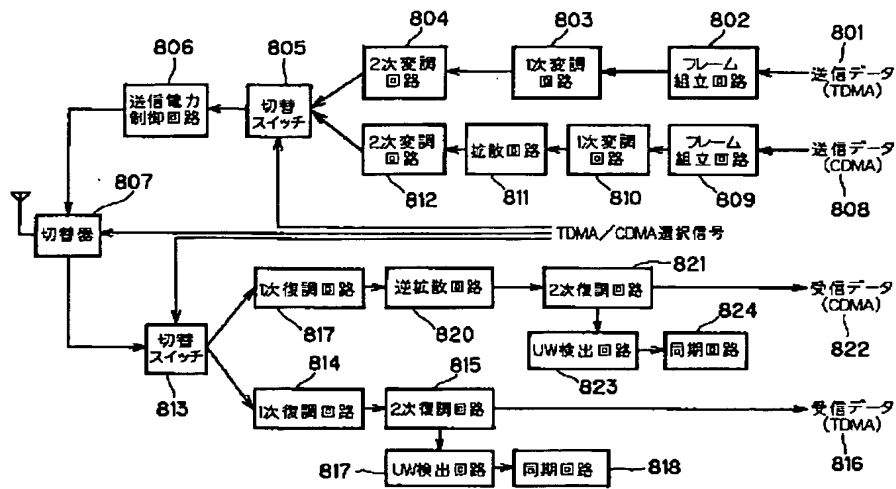 804
803
802
801
806
805
2次変調
回路
1次変調
回路
フレーム
組立回路
送信データ
(TDMA)
送信電力
制御回路
切替
スイッチ
2次変調
回路
拡散回路
1次変調
回路
フレーム
組立回路
送信データ
(CDMA)
812
811
810
809
808
807
切替器
TDMA/CDMA選択信号
821
1次復調回路
逆拡散回路
2次復調回路
受信データ
(CDMA)
822
817
820
824
切替
スイッチ
813
UW検出回路
同期回路
823
814
815
1次復調回路
2次復調回路
受信データ
(TDMA)
816
817
UW検出回路
同期回路
818